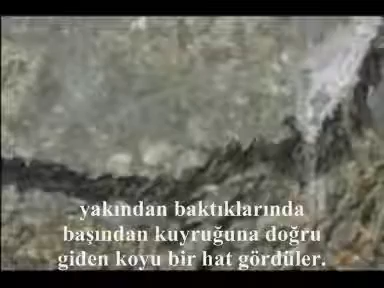 yakından baktıklarında
başından kuyruğuna doğru
giden koyu bir hat gördüler.